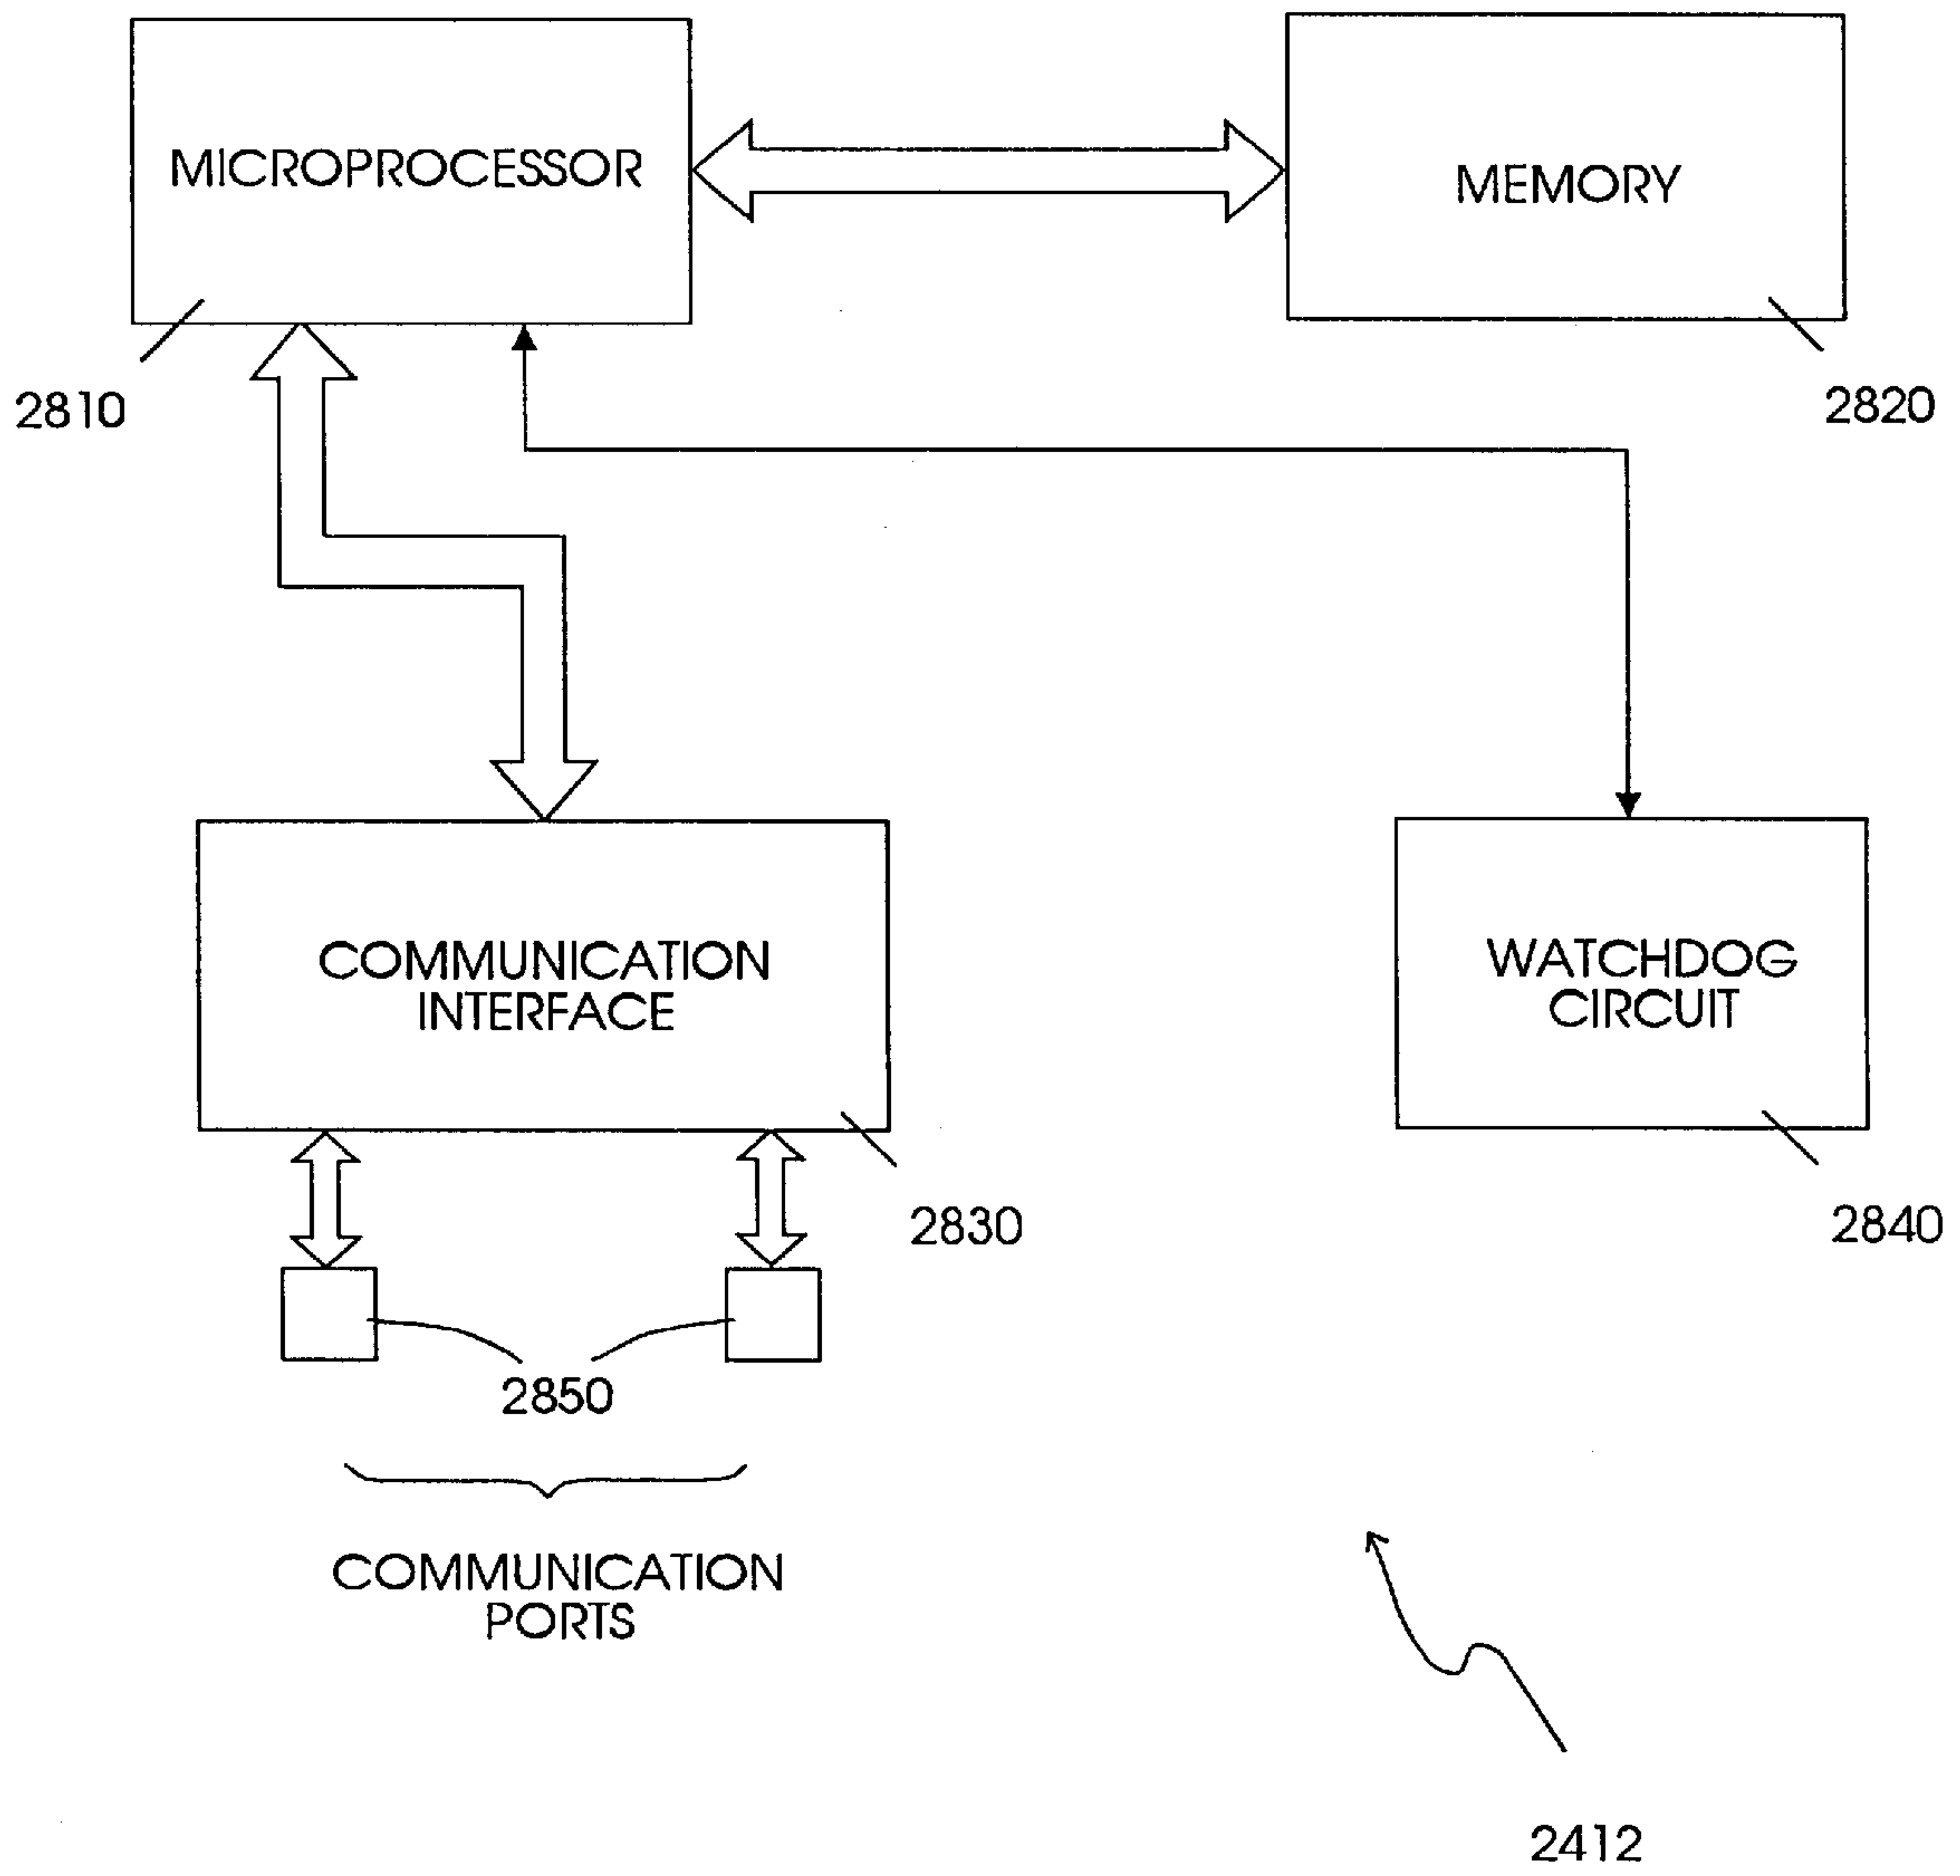 MICROPROCESSOR
MEMORY
2810
2820
COMMUNICATION
INTERFACE
WATCHDOG
CIRCUIT
2830
2840
2850
COMMUNICATION
PORTS
2412